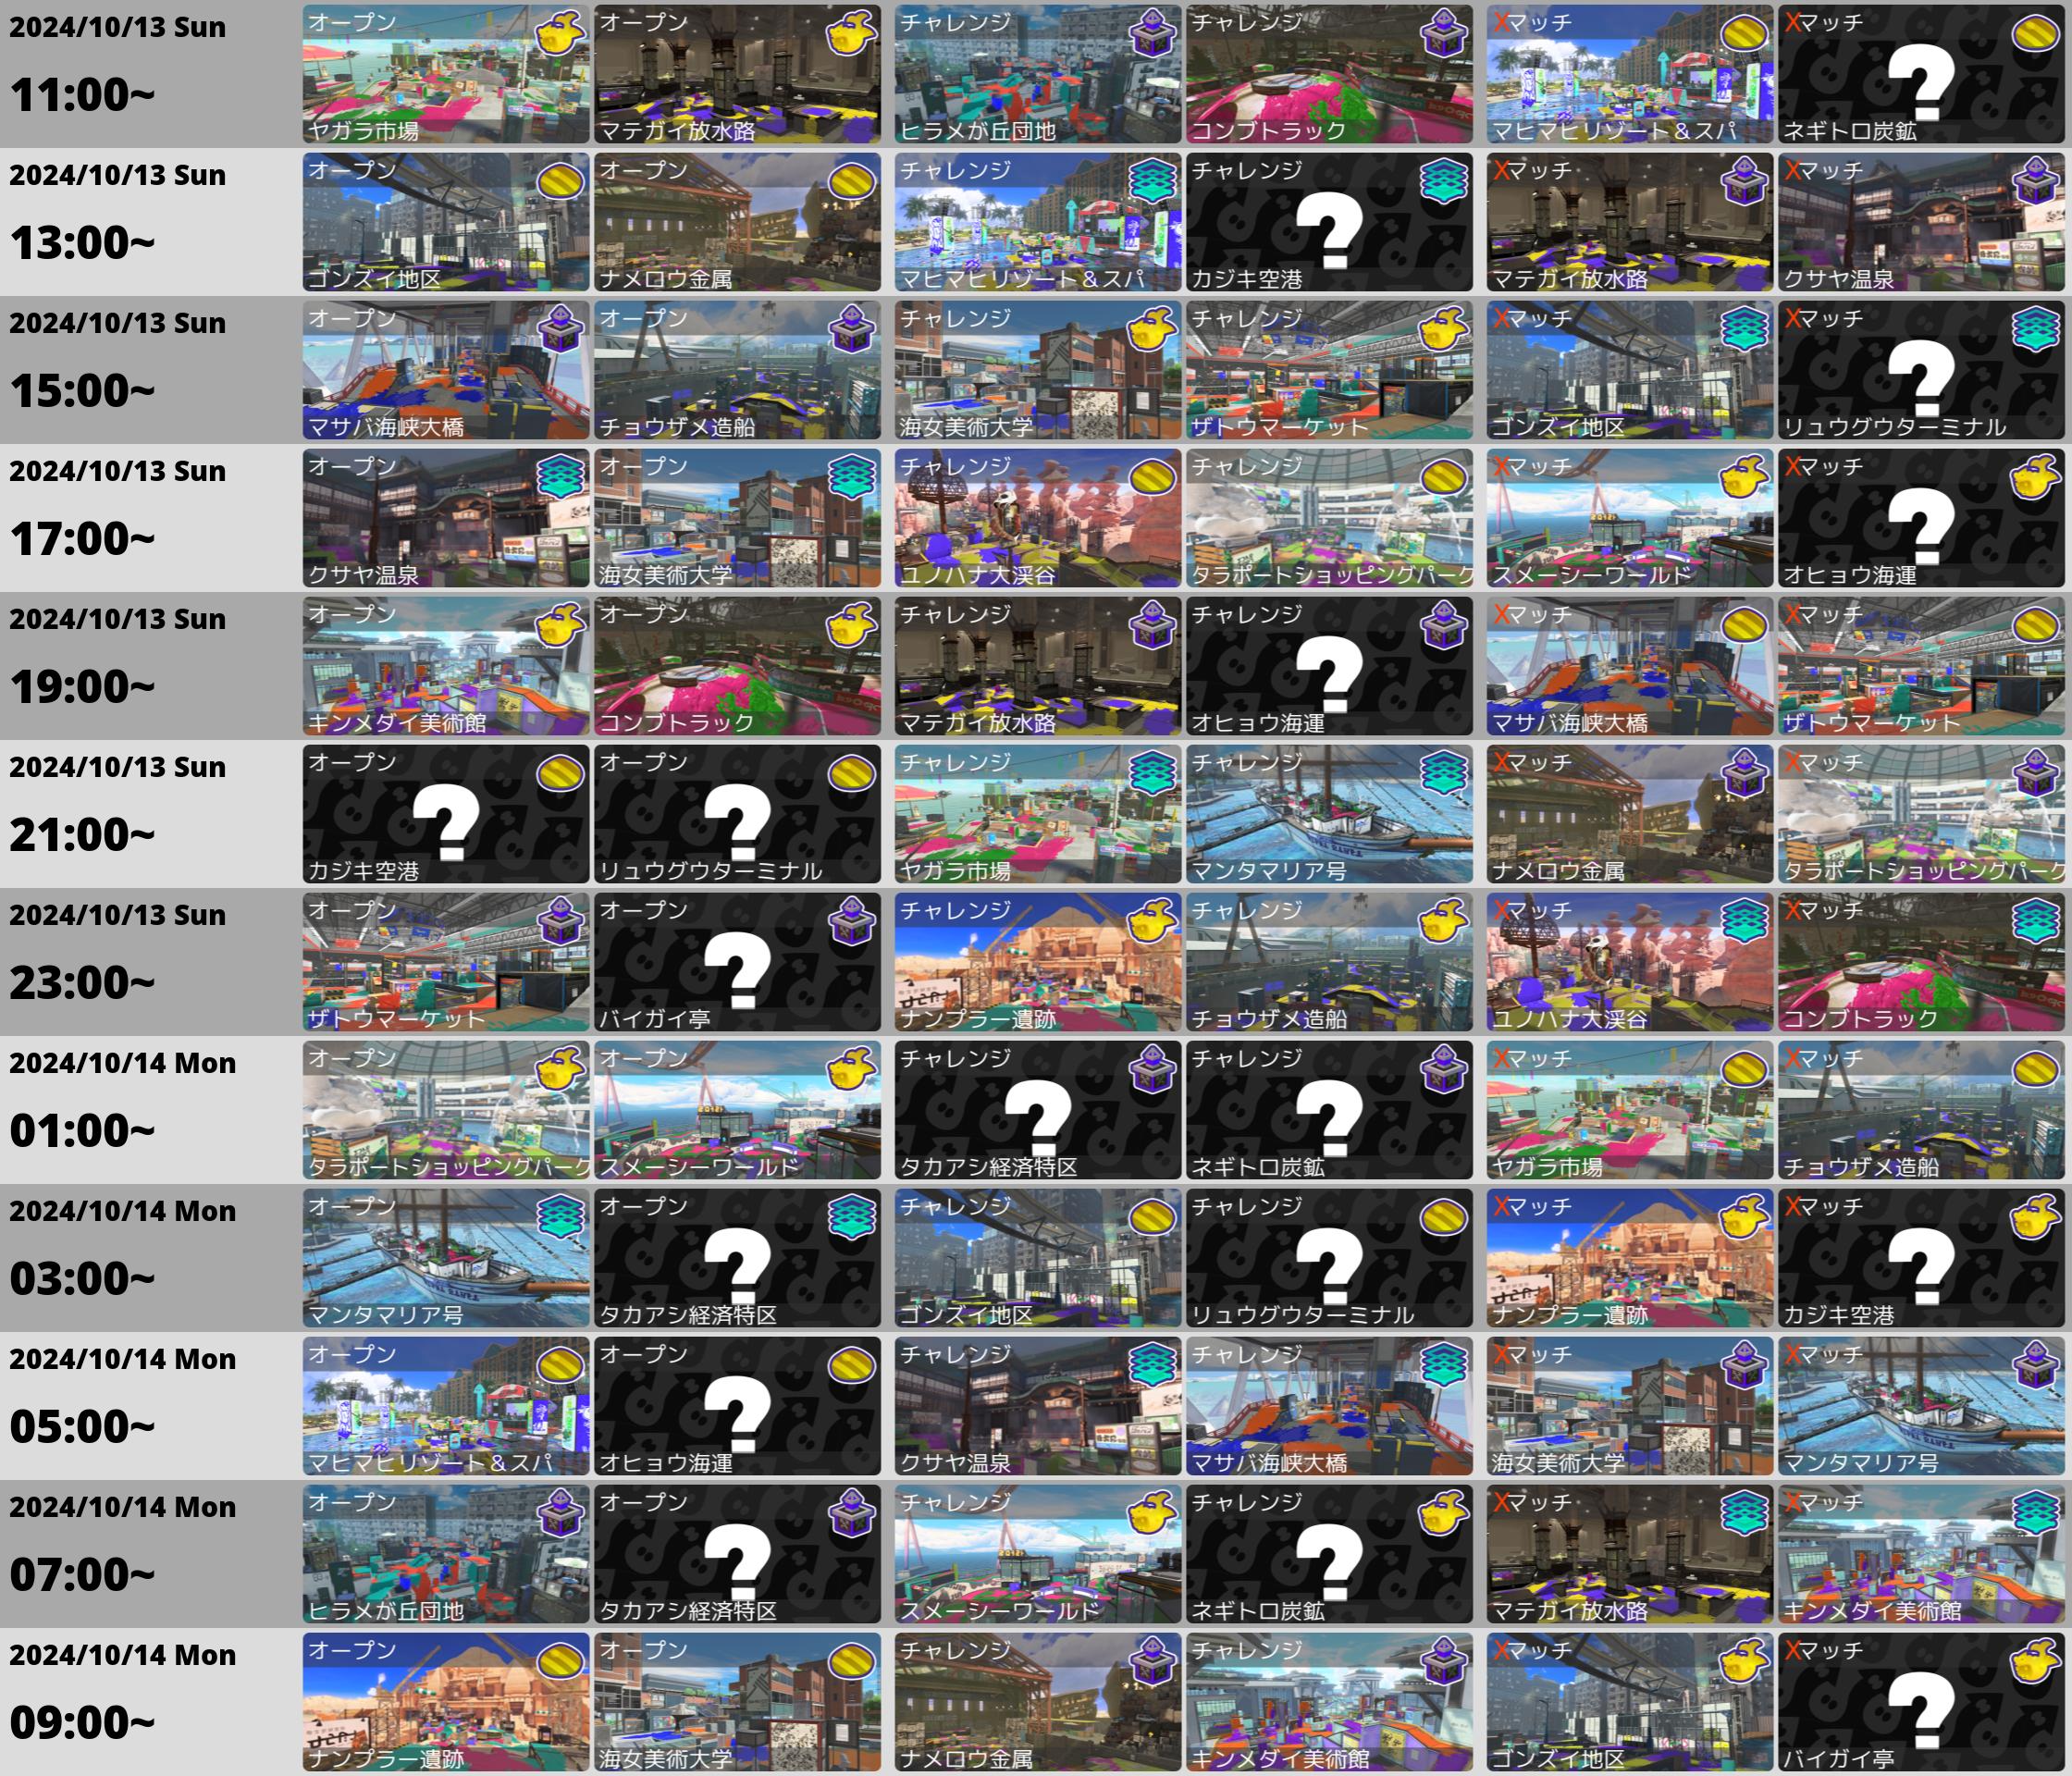 2024/10/13 Sun
11:00~
オープン
ヤガラ市場
オープン
マテガイ放水路
チャレンジ
ヒラメが丘団地
チャレンジ
コンブトラック
Xマッチ
マヒマヒリゾート＆スパ
Xマッチ
ネギトロ炭鉱
2024/10/13 Sun
13:00~
オープン
ゴンズイ地区
オープン
ナメロウ金属
チャレンジ
マヒマヒリゾート＆スパ
チャレンジ
カジキ空港
Xマッチ
マテガイ放水路
Xマッチ
クサヤ温泉
2024/10/13 Sun
15:00~
オープン
マサバ海峡大橋
オープン
チョウザメ造船
チャレンジ
海女美術大学
チャレンジ
ザトウマーケット
Xマッチ
ゴンズイ地区
Xマッチ
リュウグウターミナル
2024/10/13 Sun
17:00~
オープン
クサヤ温泉
オープン
海女美術大学
チャレンジ
ユノハナ大渓谷
チャレンジ
タラポートショッピングパーク
Xマッチ
スメーシーワールド
Xマッチ
オヒョウ海運
2024/10/13 Sun
19:00~
オープン
キンメダイ美術館
オープン
コンブトラック
チャレンジ
マテガイ放水路
チャレンジ
オヒョウ海運
Xマッチ
マサバ海峡大橋
Xマッチ
ザトウマーケット
2024/10/13 Sun
21:00~
オープン
カジキ空港
オープン
リュウグウターミナル
チャレンジ
ヤガラ市場
チャレンジ
マンタマリア号
Xマッチ
ナメロウ金属
Xマッチ
タラポートショッピングパーク
2024/10/13 Sun
23:00~
オープン
ザトウマーケット
オープン
バイガイ亭
チャレンジ
ナンプラー遺跡
チャレンジ
チョウザメ造船
Xマッチ
ユノハナ大渓谷
Xマッチ
コンブトラック
2024/10/14 Mon
01:00~
オープン
タラポートショッピングパーク
オープン
スメーシーワールド
チャレンジ
タカアシ経済特区
チャレンジ
ネギトロ炭鉱
Xマッチ
ヤガラ市場
Xマッチ
チョウザメ造船
2024/10/14 Mon
03:00~
オープン
マンタマリア号
オープン
タカアシ経済特区
チャレンジ
ゴンズイ地区
チャレンジ
リュウグウターミナル
Xマッチ
ナンプラー遺跡
Xマッチ
カジキ空港
2024/10/14 Mon
05:00~
オープン
マヒマヒリゾート＆スパ
オープン
オヒョウ海運
チャレンジ
クサヤ温泉
チャレンジ
マサバ海峡大橋
Xマッチ
海女美術大学
Xマッチ
マンタマリア号
2024/10/14 Mon
07:00~
オープン
ヒラメが丘団地
オープン
タカアシ経済特区
チャレンジ
スメーシーワールド
チャレンジ
ネギトロ炭鉱
Xマッチ
マテガイ放水路
Xマッチ
キンメダイ美術館
2024/10/14 Mon
09:00~
オープン
ナンプラー遺跡
オープン
海女美術大学
チャレンジ
ナメロウ金属
チャレンジ
キンメダイ美術館
Xマッチ
ゴンズイ地区
Xマッチ
バイガイ亭